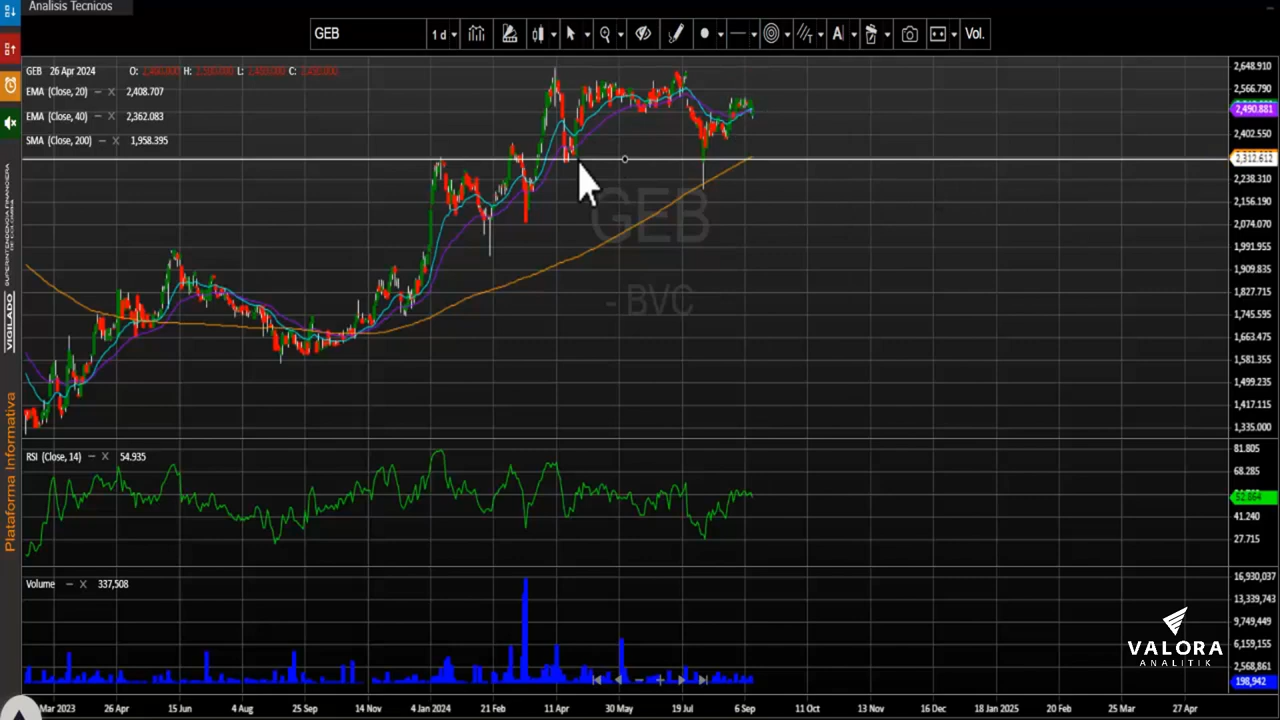 Analisis Tecnicos
GEB
1 d
A
T
Vol.
GEB 26 Apr 2024 O: H: L: C:
EMA (Close, 20) – X 2,408.707
EMA (Close, 40) – X 2,362.083
SMA (Close, 200) – X 1,958.395
GEB
- BVC
2,648.910
2,566.790
2,490.881
2,402.550
2,312.612
2,238.310
2,156.190
2,074.070
1,991.955
1,909.835
1,827.715
1,745.595
1,663.475
1,581.355
1,499.235
1,417.115
1,335.000
RSI (Close, 14) – X 54.935
81.805
68.285
52.864
41.240
27.715
Volume – X 337,508
16,930,037
13,339,743
9,749,449
6,159,155
2,568,861
198,942
Mar 2023 26 Apr 15 Jun 4 Aug 25 Sep 14 Nov 4 Jan 2024 21 Feb 11 Apr 30 May 19 Jul 6 Sep 11 Oct 13 Nov 16 Dec 18 Jan 2025 20 Feb 25 Mar 27 Apr
SUPERINTENDENCIA FINANCIERA
DE COLOMBIA
VIGILADO
Plataforma Informativa
VALORA
ANALITIK